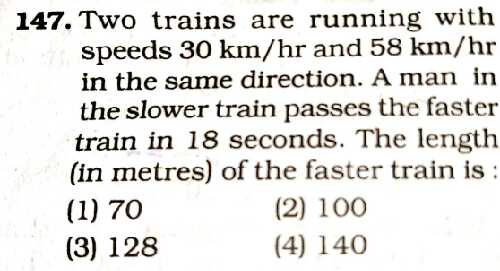 147. Two trains are running with
speeds 30 km/hr and 58 km/hr
in the same direction. A man in
the slower train passes the faster
train in 18 seconds. The length
(in metres) of the faster train is :
(1) 70 (2) 100
(3) 128 (4) 140